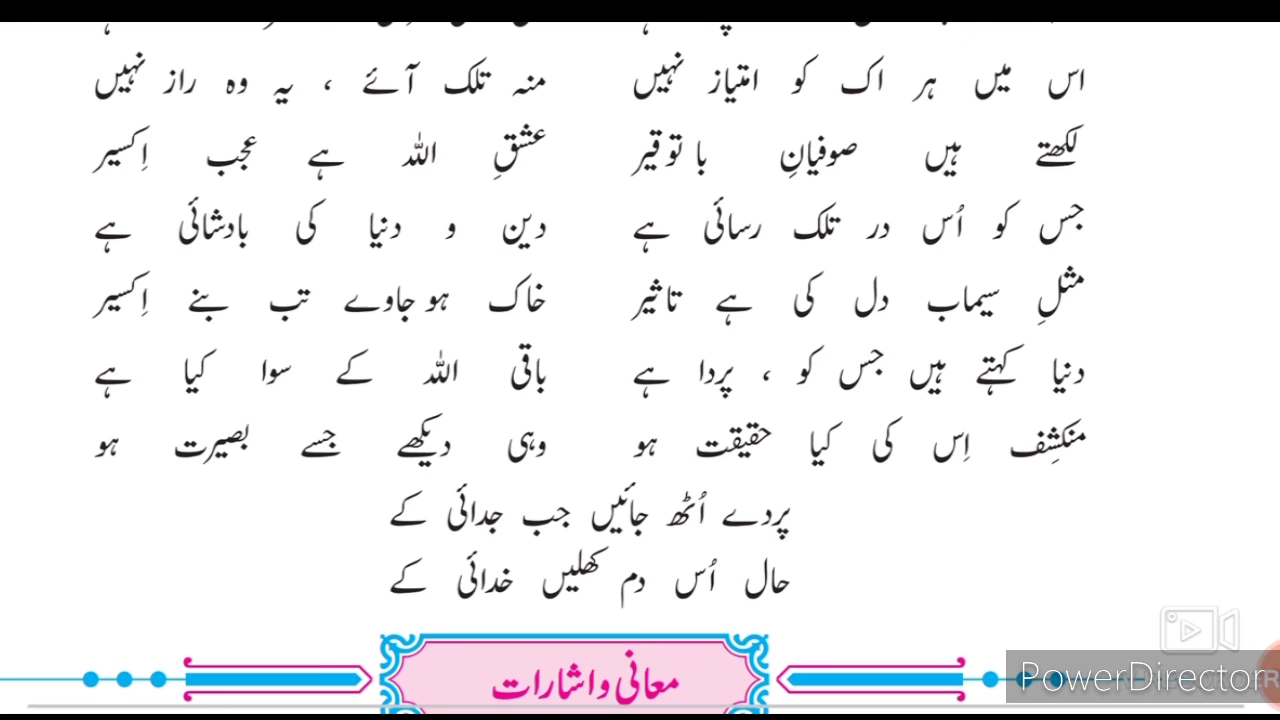 اس میں ہر اک کو امتیاز نہیں منہ تلک آئے ، یہ وہ راز نہیں
لکھتے ہیں صوفیانِ با توقیر عشقِ اللہ ہے عجب اِکسیر
جس کو اُس در تلک رسائی ہے دین و دنیا کی بادشائی ہے
مثلِ سیماب دل کی ہے تاثیر خاک ہو جاوے تب بنے اِکسیر
دنیا کہتے ہیں جس کو ، پردا ہے باقی اللہ کے سوا کیا ہے
منکشِف اِس کی کیا حقیقت ہو وہی دیکھے جسے بصیرت ہو
پردے اُٹھ جائیں جب جدائی کے
حال اُس دم کھلیں خدائی کے
معانی و اشارات
PowerDirector